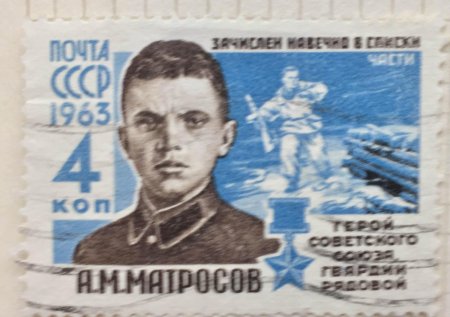 ПОЧТА
СССР
1963
4
КОП
ЗАЧИСЛЕН НАВЕЧНО В СПИСКИ
ЧАСТИ
А.М.МАТРОСОВ
ГЕРОЙ
СОВЕТСКОГО
СОЮЗА,
ГВАРДИИ
РЯДОВОЙ